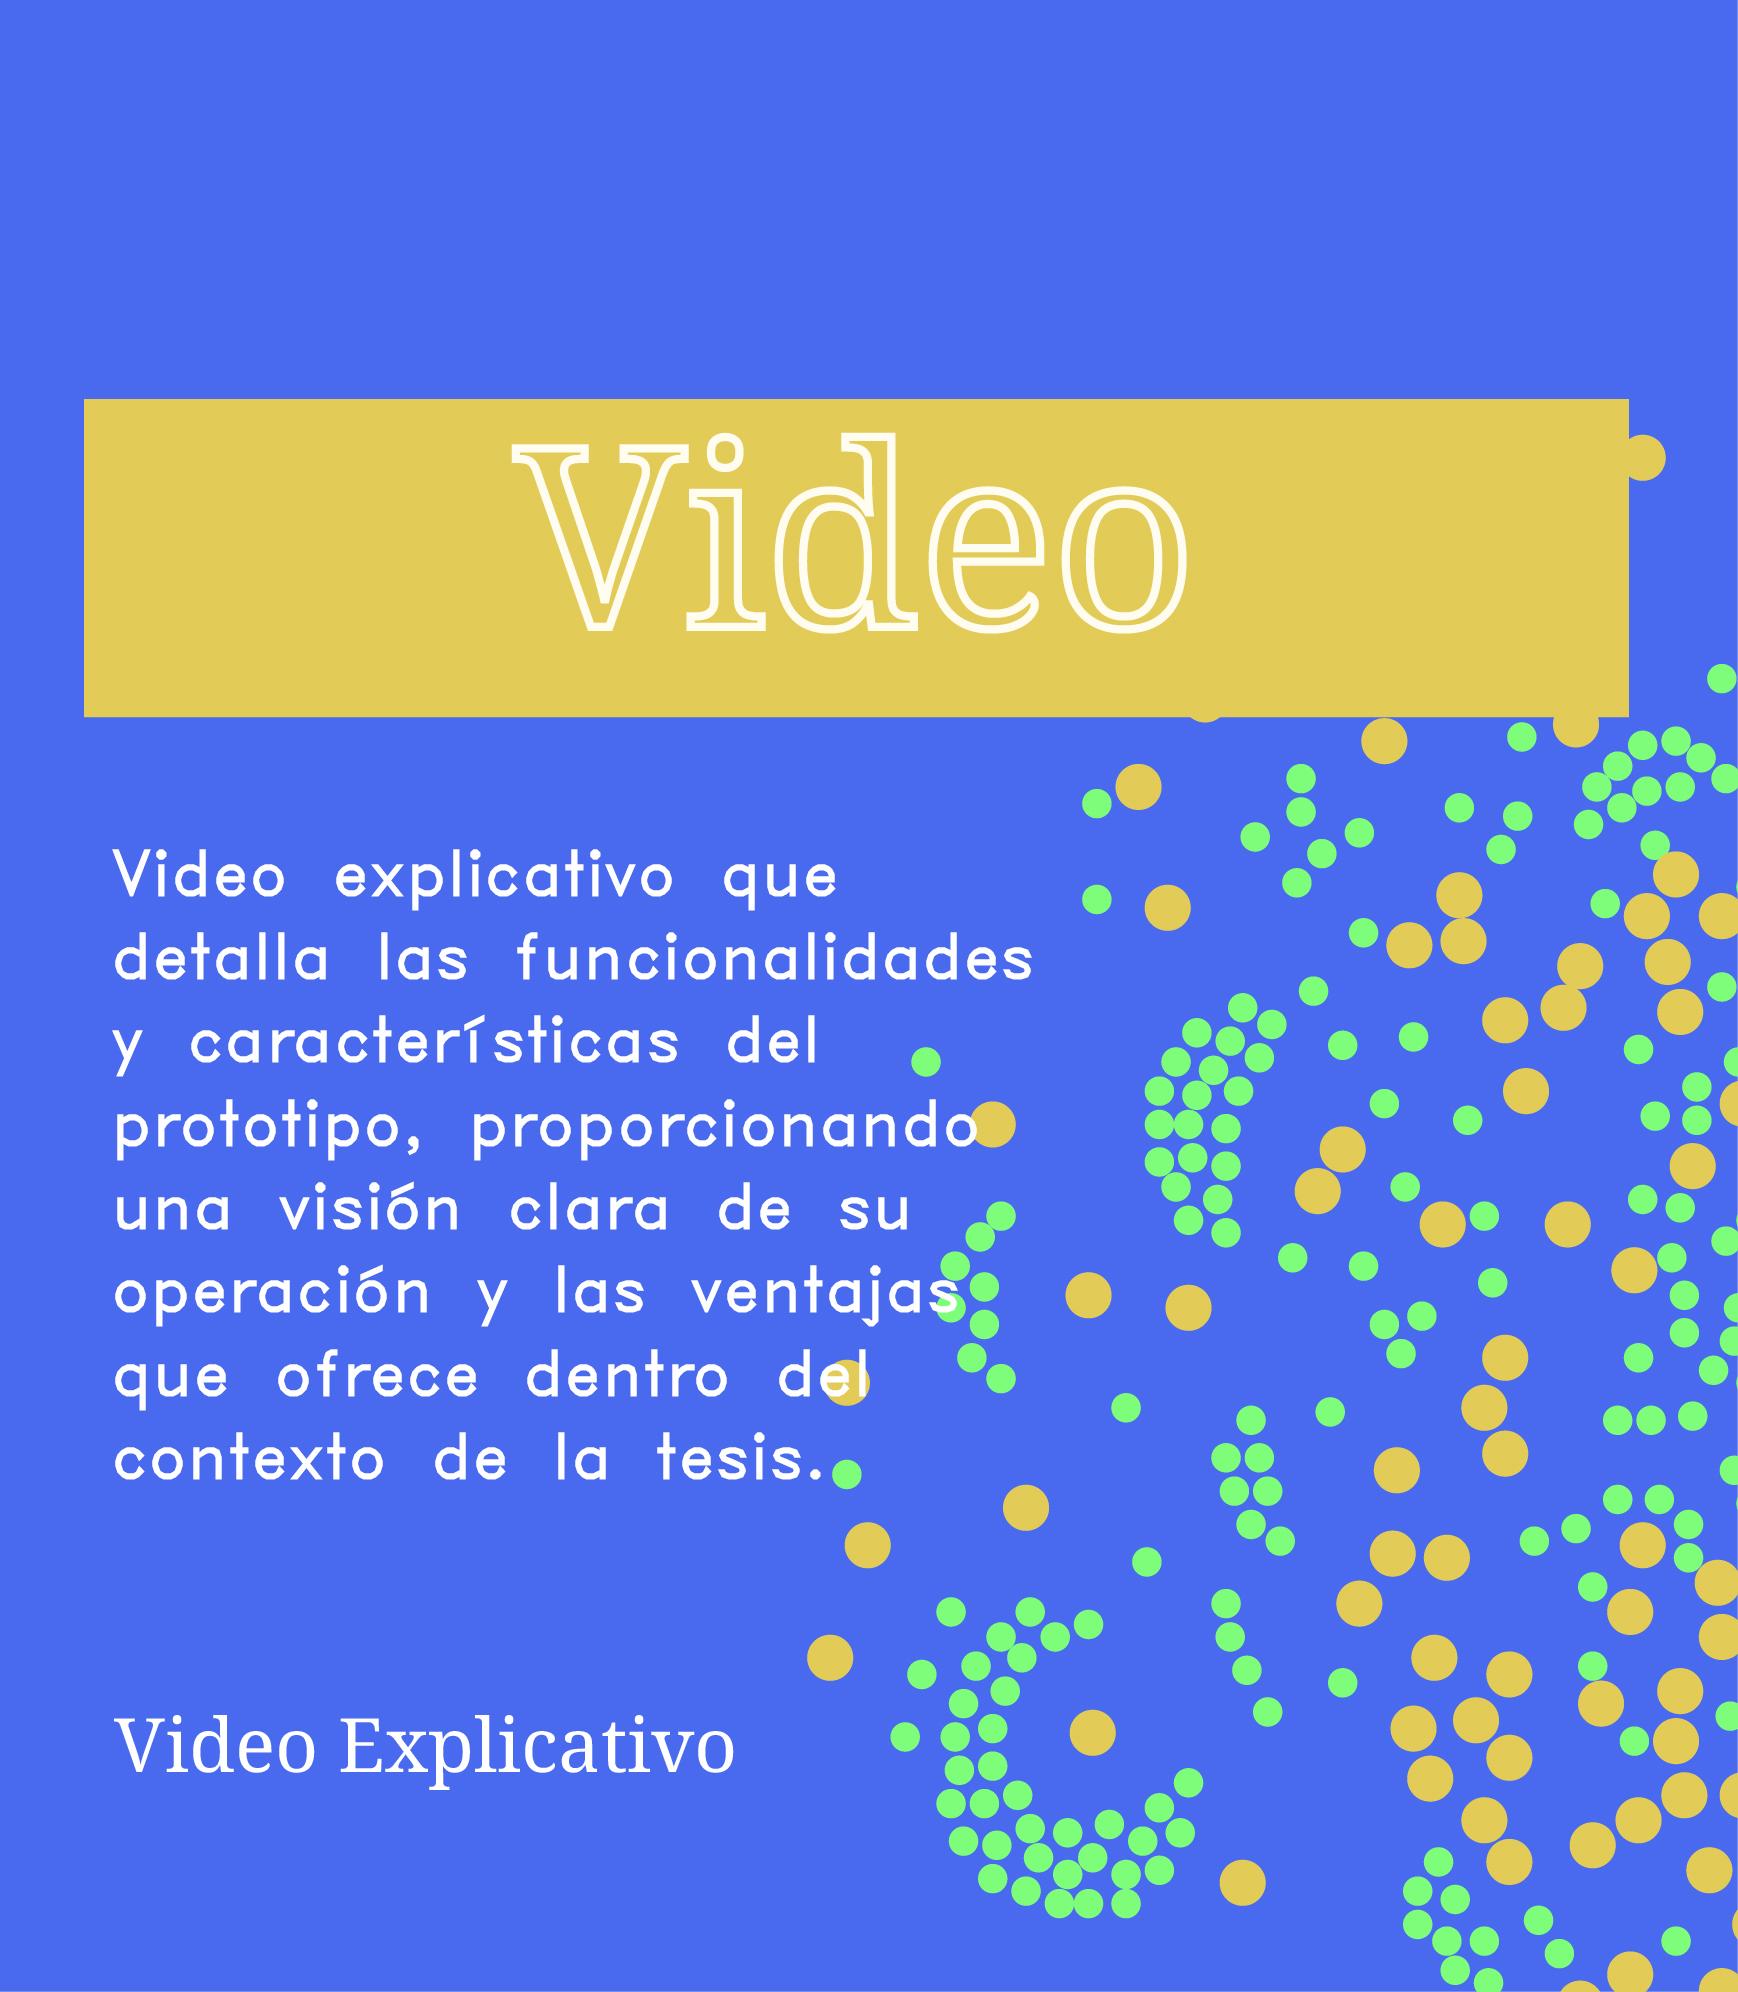 Video
Video explicativo que
detalla las funcionalidades
y características del
prototipo, proporcionando
una visión clara de su
operación y las ventajas
que ofrece dentro del
contexto de la tesis.
Video Explicativo